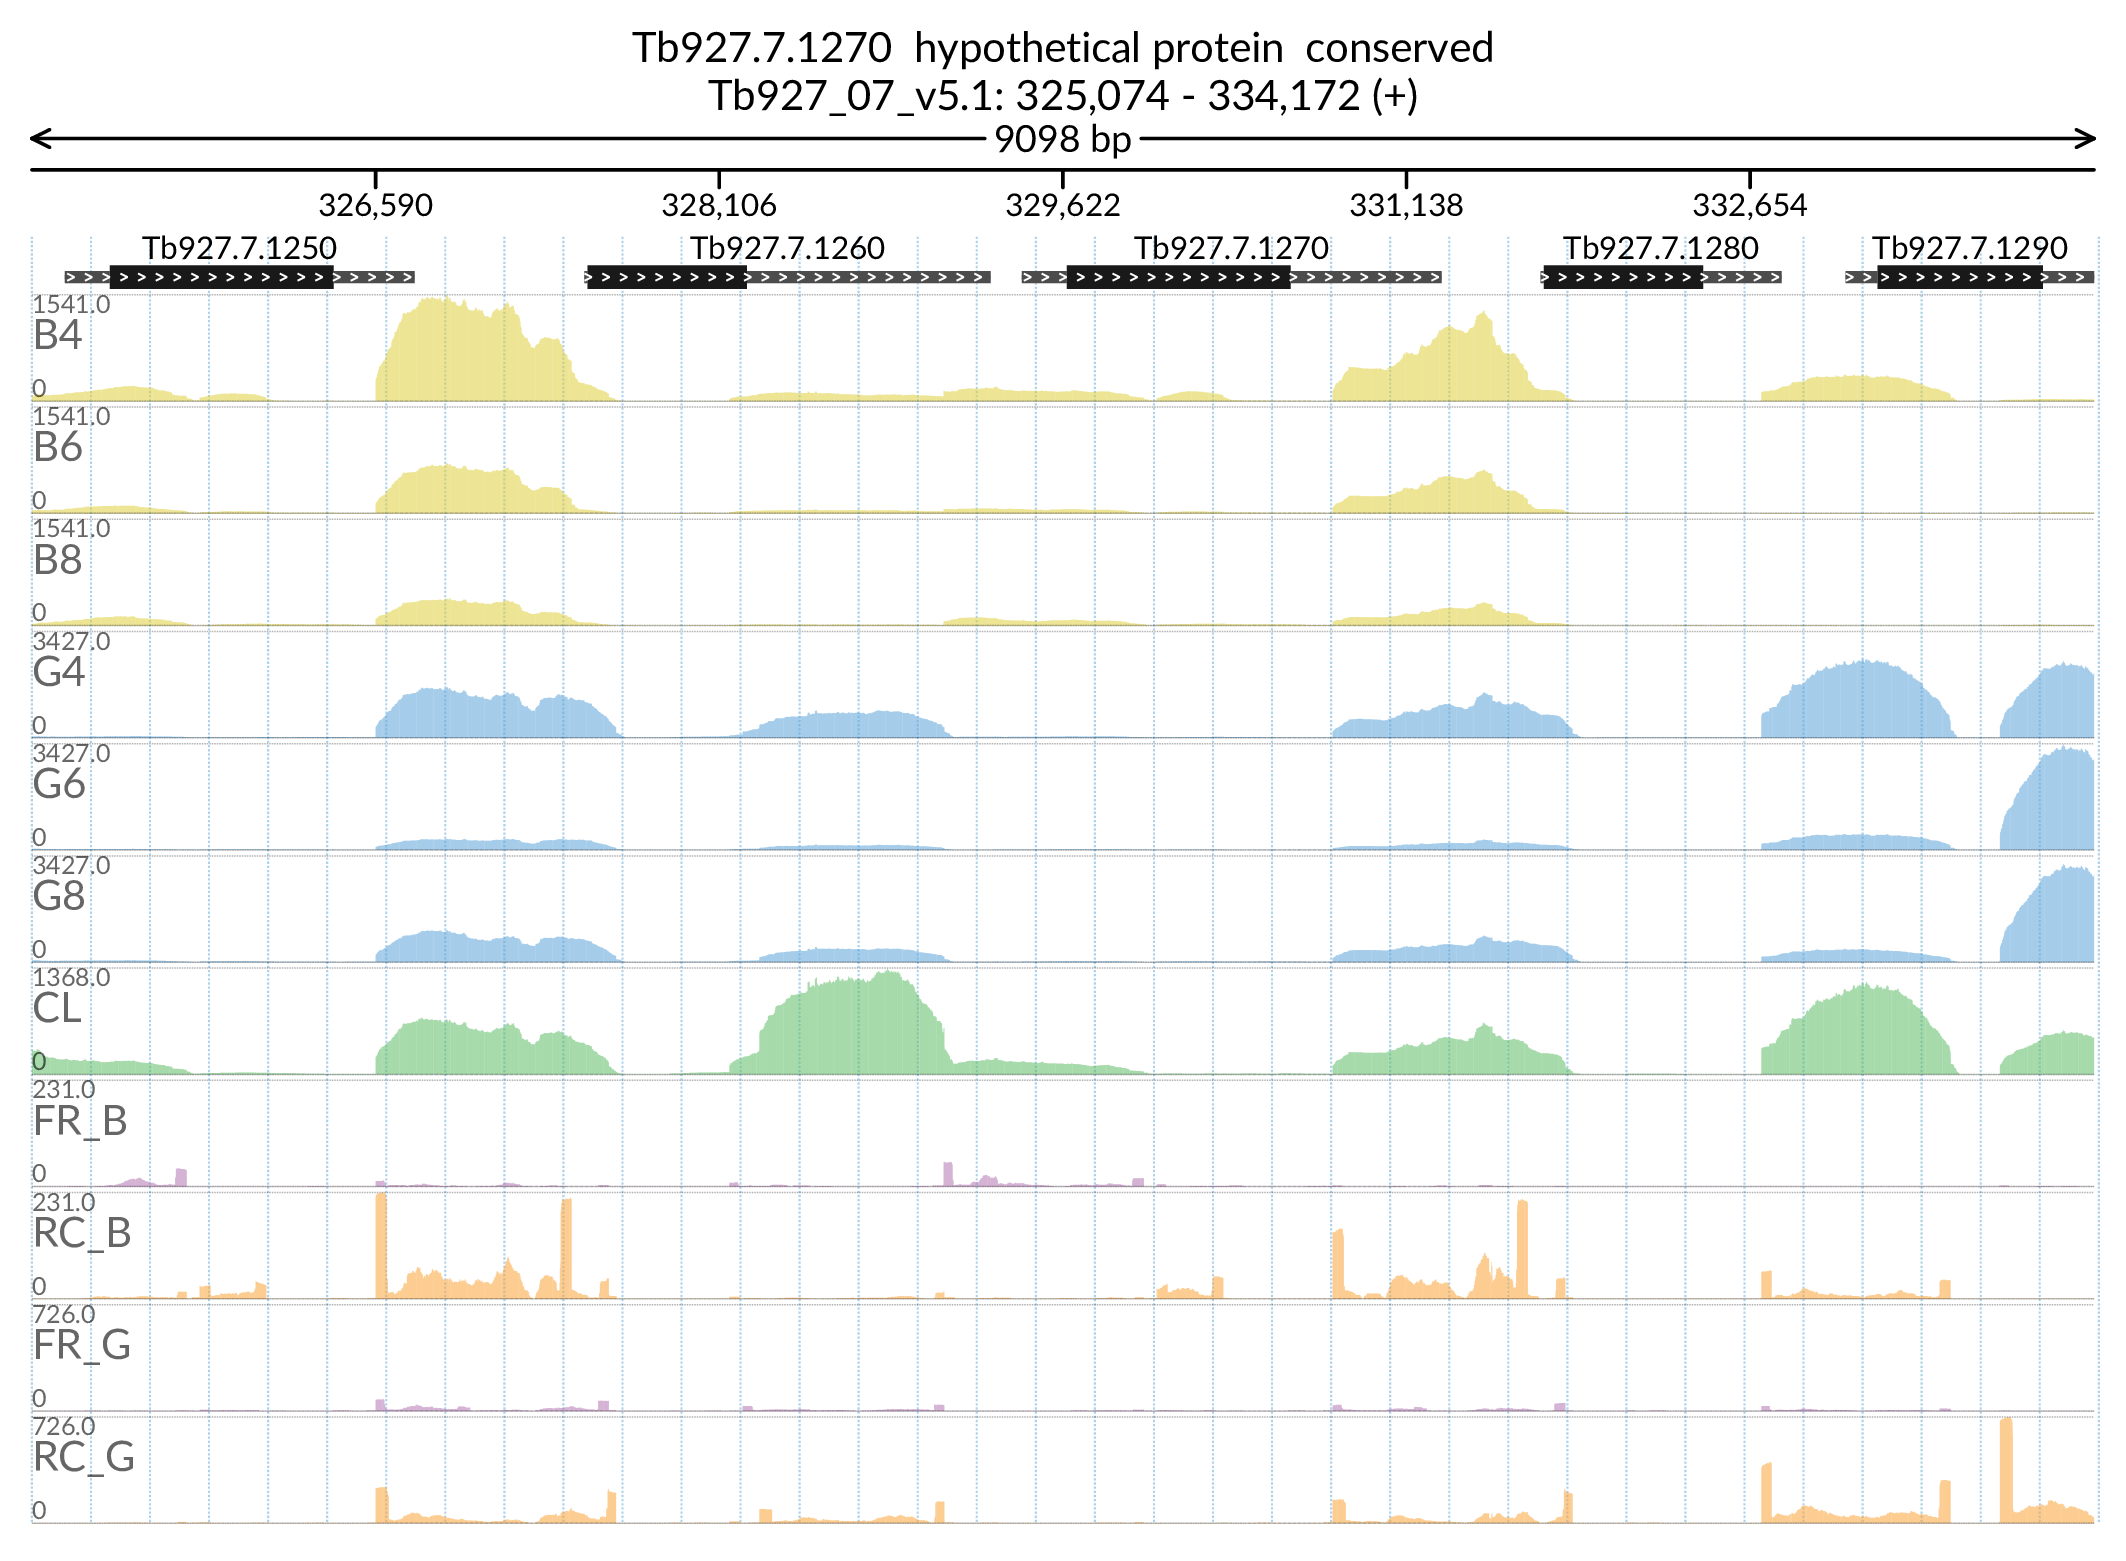 Tb927.7.1270  hypothetical protein  conserved
Tb927_07_v5.1: 325,074 - 334,172 (+)
9098 bp
326,590 328,106 329,622 331,138 332,654
Tb927.7.1250 Tb927.7.1260 Tb927.7.1270 Tb927.7.1280 Tb927.7.1290
1541.0
B4
0
1541.0
B6
0
1541.0
B8
0
3427.0
G4
0
3427.0
G6
0
3427.0
G8
0
1368.0
CL
0
231.0
FR_B
0
231.0
RC_B
0
726.0
FR_G
0
726.0
RC_G
0